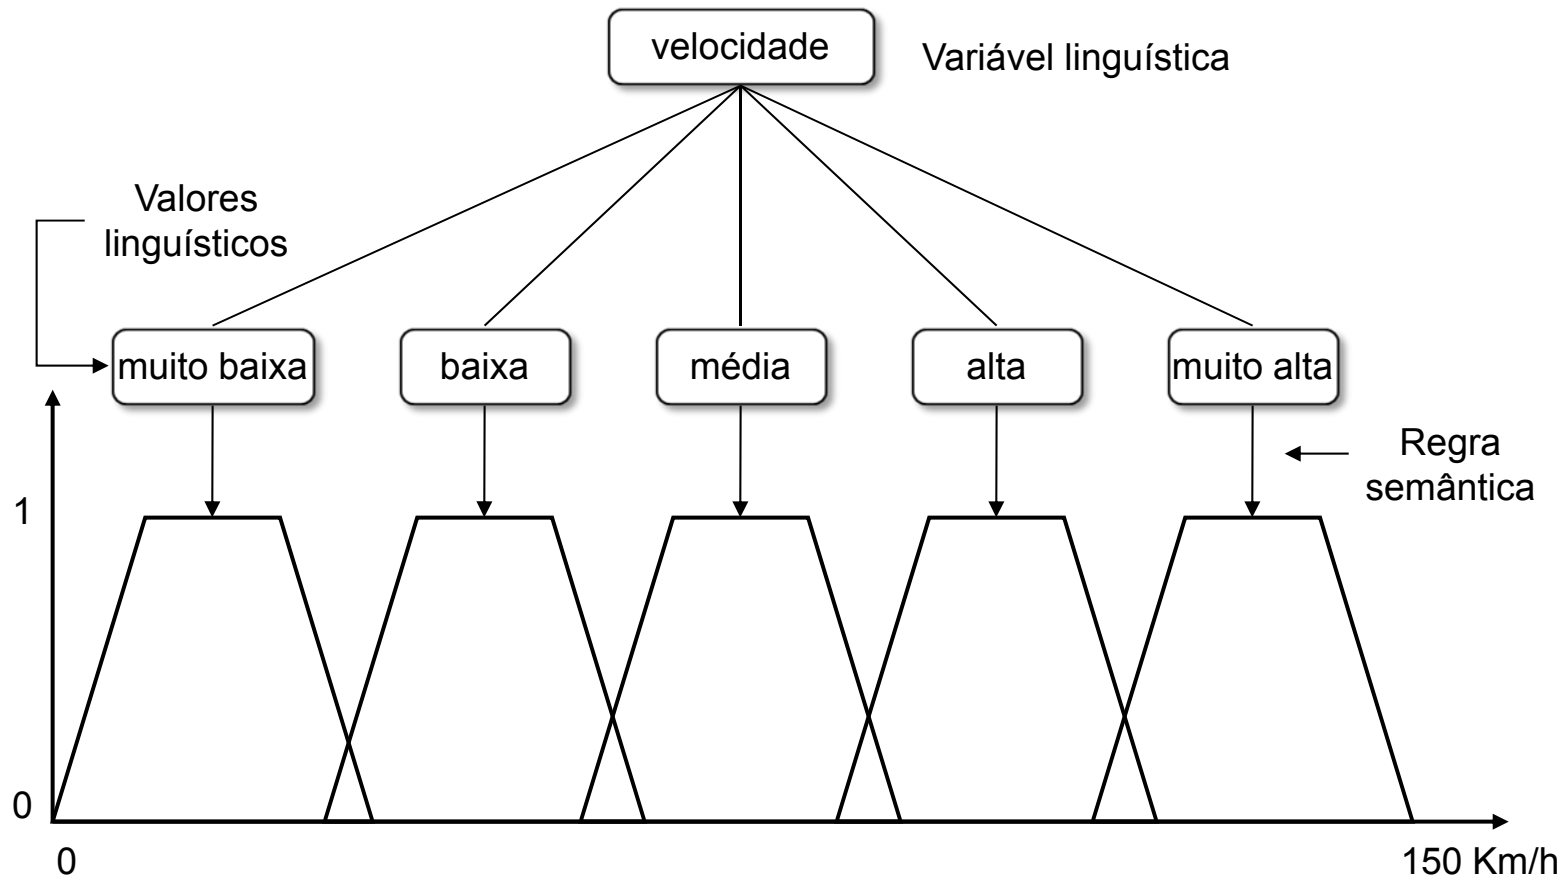 velocidade
Variável linguística
Valores
linguísticos
muito baixa
baixa
média
alta
muito alta
Regra
semântica
1
0
0
150 Km/h